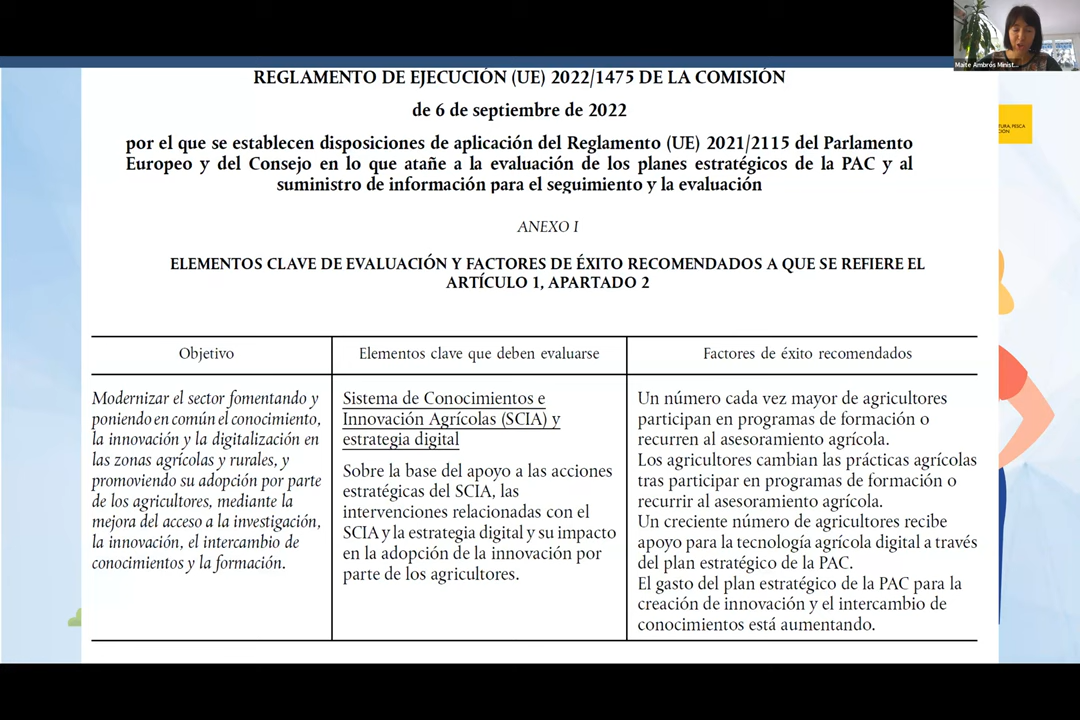 Maite Ambrós Minist...
TURA, PESCA
CIÓN
REGLAMENTO DE EJECUCIÓN (UE) 2022/1475 DE LA COMISIÓN
de 6 de septiembre de 2022
por el que se establecen disposiciones de aplicación del Reglamento (UE) 2021/2115 del Parlamento
Europeo y del Consejo en lo que atañe a la evaluación de los planes estratégicos de la PAC y al
suministro de información para el seguimiento y la evaluación
ANEXO I
ELEMENTOS CLAVE DE EVALUACIÓN Y FACTORES DE ÉXITO RECOMENDADOS A QUE SE REFIERE EL
ARTÍCULO 1, APARTADO 2
Objetivo
Elementos clave que deben evaluarse
Factores de éxito recomendados
Modernizar el sector fomentando y
poniendo en común el conocimiento,
la innovación y la digitalización en
las zonas agrícolas y rurales, y
promoviendo su adopción por parte
de los agricultores, mediante la
mejora del acceso a la investigación,
la innovación, el intercambio de
conocimientos y la formación.
Sistema de Conocimientos e
Innovación Agrícolas (SCIA) y
estrategia digital
Sobre la base del apoyo a las acciones
estratégicas del SCIA, las
intervenciones relacionadas con el
SCIA y la estrategia digital y su impacto
en la adopción de la innovación por
parte de los agricultores.
Un número cada vez mayor de agricultores
participan en programas de formación o
recurren al asesoramiento agrícola.
Los agricultores cambian las prácticas agrícolas
tras participar en programas de formación o
recurrir al asesoramiento agrícola.
Un creciente número de agricultores recibe
apoyo para la tecnología agrícola digital a través
del plan estratégico de la PAC.
El gasto del plan estratégico de la PAC para la
creación de innovación y el intercambio de
conocimientos está aumentando.